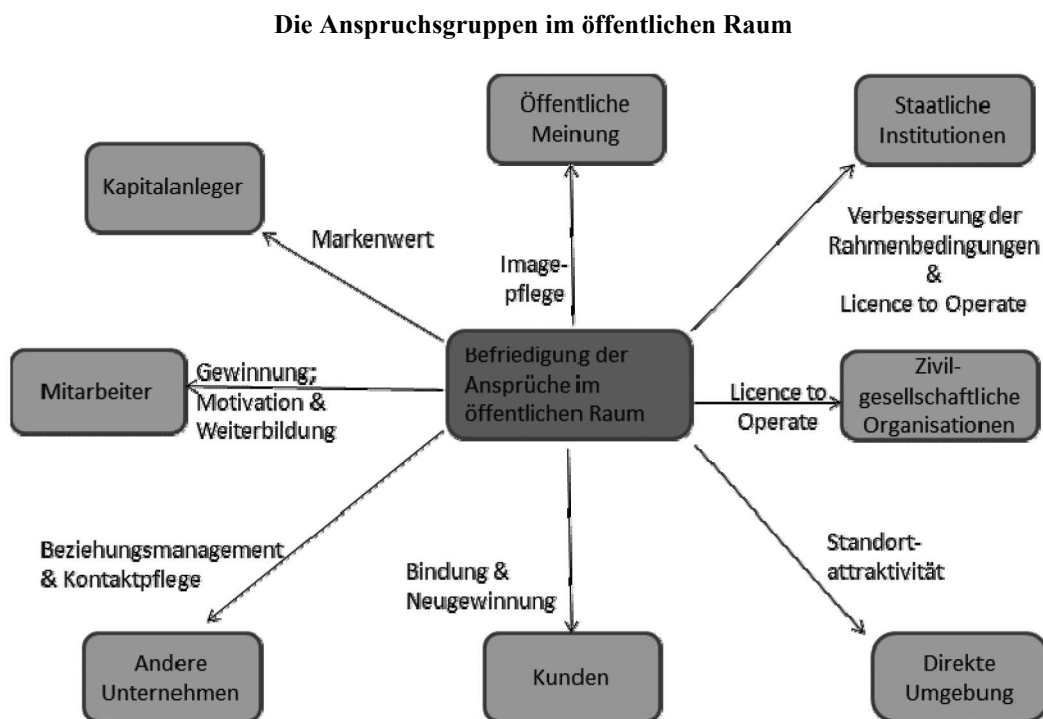 Die Anspruchsgruppen im öffentlichen Raum
Öffentliche
Meinung
Staatliche
Institutionen
Kapitalanleger
Markenwert
Image-
pflege
Verbesserung der
Rahmenbedingungen
&
Licence to Operate
Befriedigung der
Ansprüche im
öffentlichen Raum
Mitarbeiter
Gewinnung;
Motivation &
Weiterbildung
Licence to
Operate
Zivil-
gesellschaftliche
Organisationen
Beziehungsmanagement
& Kontaktpflege
Bindung &
Neugewinnung
Standort-
attraktivität
Andere
Unternehmen
Kunden
Direkte
Umgebung